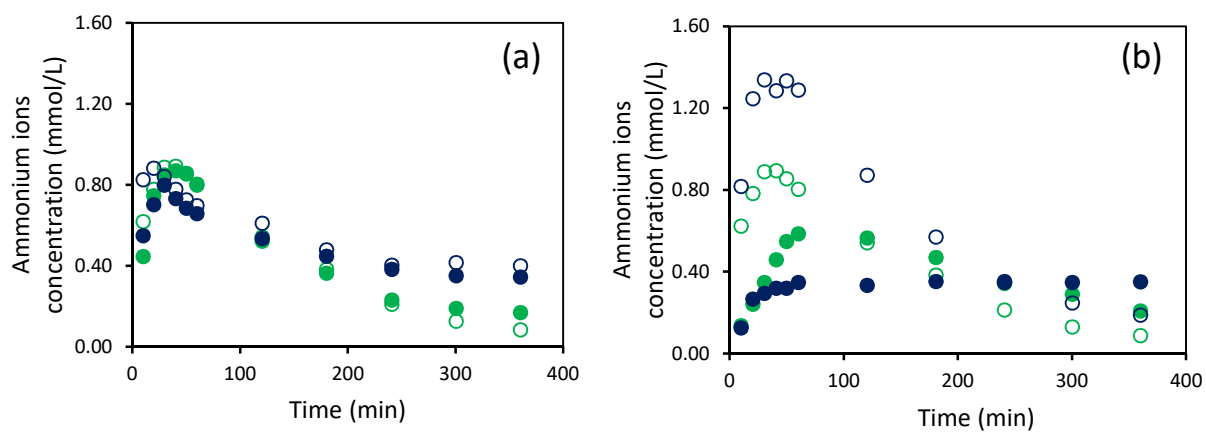 (a)
Ammonium ions
concentration (mmol/L)
1.60
1.20
0.80
0.40
0.00
0 100 200 300 400
Time (min)
(b)
Ammonium ions
concentration (mmol/L)
1.60
1.20
0.80
0.40
0.00
0 100 200 300 400
Time (min)